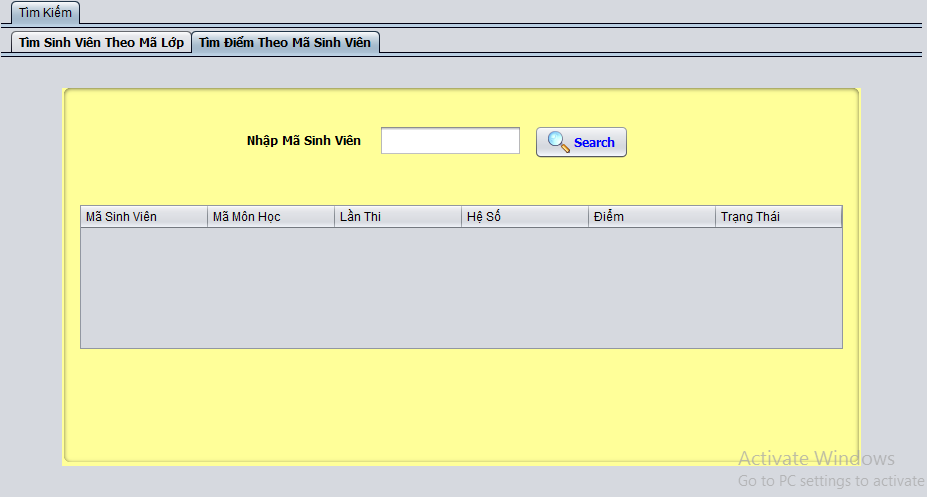 Tìm Kiếm
Tìm Sinh Viên Theo Mã Lớp Tìm Điểm Theo Mã Sinh Viên
Nhập Mã Sinh Viên Search
Mã Sinh Viên Mã Môn Học Lần Thi Hệ Số Điểm Trạng Thái
Activate Windows
Go to PC settings to activate